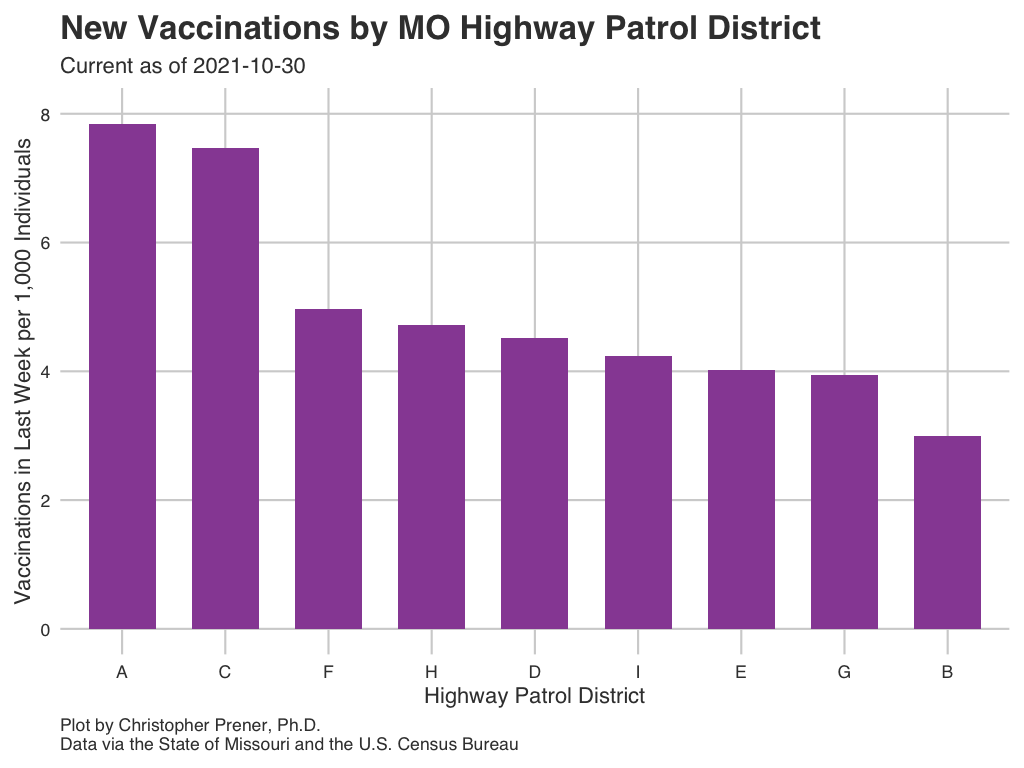 New Vaccinations by MO Highway Patrol District
Current as of 2021-10-30
Vaccinations in Last Week per 1,000 Individuals
8
6
4
2
0
A C F H D I E G B
Highway Patrol District
Plot by Christopher Prener, Ph.D.
Data via the State of Missouri and the U.S. Census Bureau